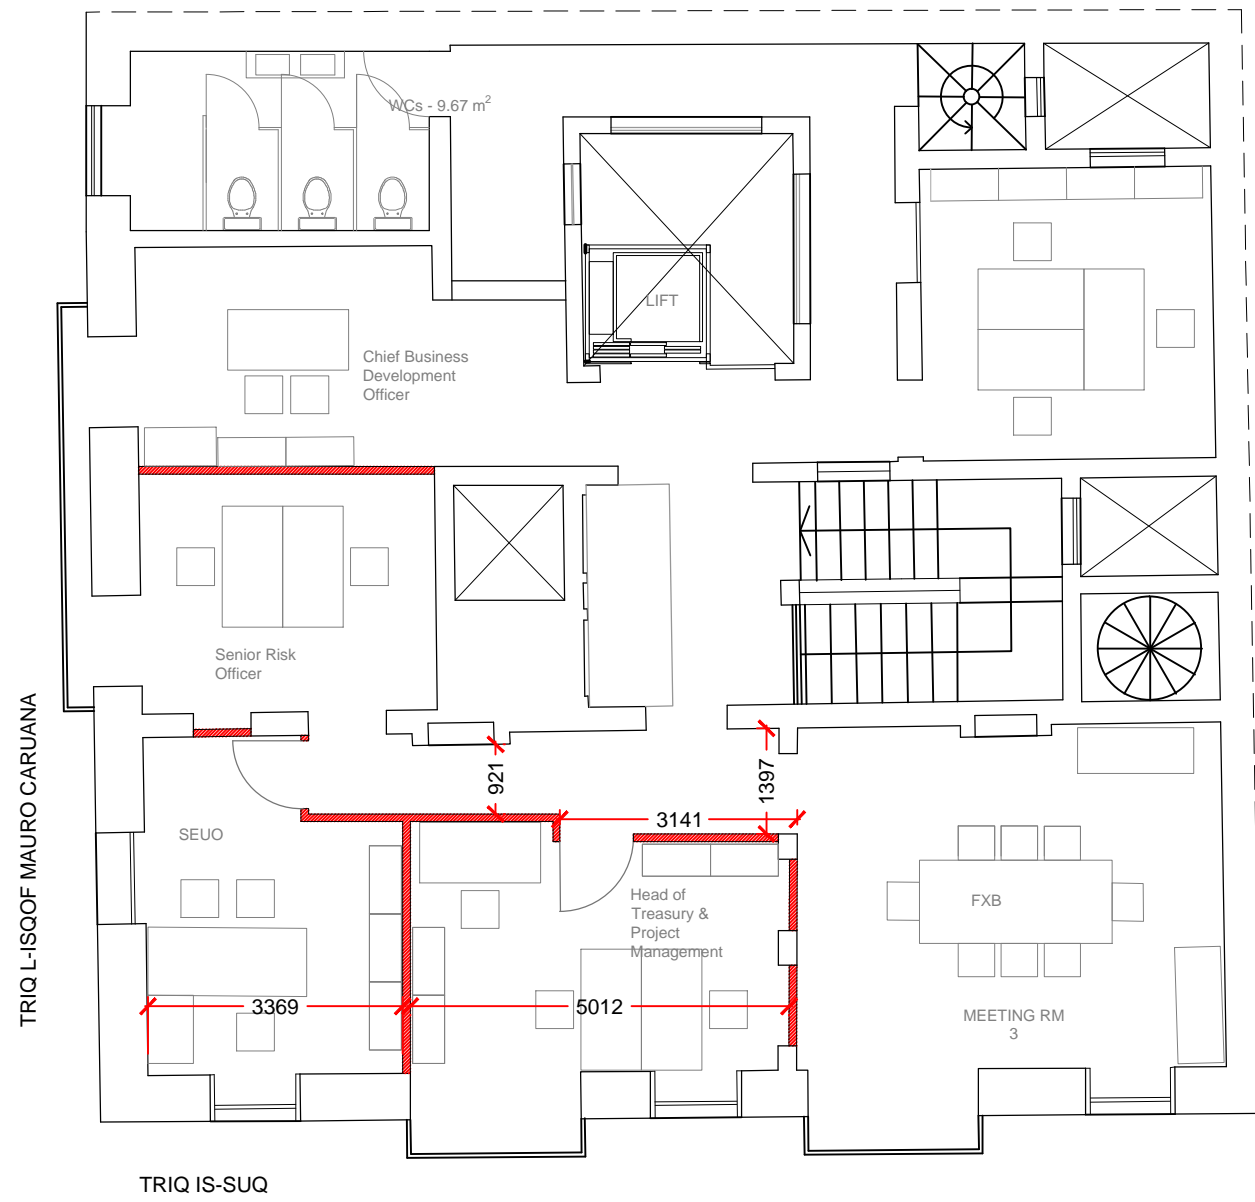 WCs - 9.67 m²
LIFT
Chief Business
Development
Officer
Senior Risk
Officer
TRIQ L-ISQOF MAURO CARUANA
921
1397
3141
SEUO
Head of
Treasury &
Project
Management
FXB
3369
5012
MEETING RM
3
TRIQ IS-SUQ